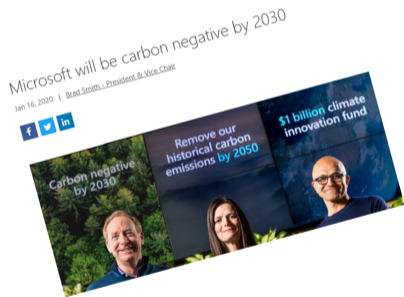 Microsoft will be carbon negative by 2030
Jan 16, 2020 | Brad Smith - President & Vice Chair
f in
Carbon negative
by 2030
Remove our
historical carbon
emissions by 2050
$1 billion climate
innovation fund